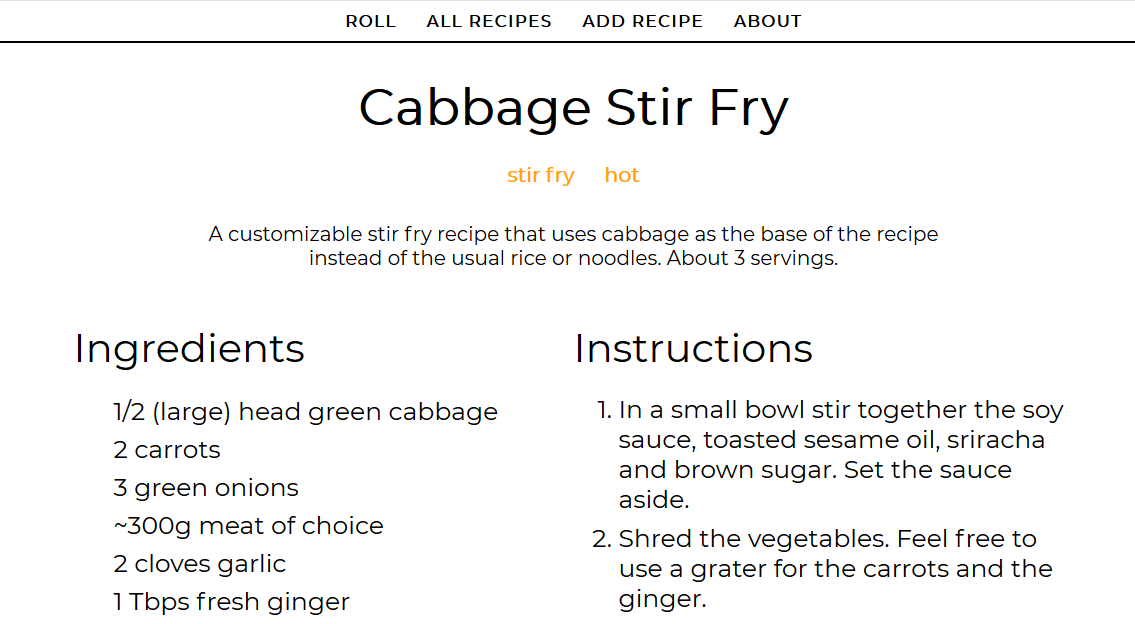 ROLL ALL RECIPES ADD RECIPE ABOUT
Cabbage Stir Fry
stir fry hot
A customizable stir fry recipe that uses cabbage as the base of the recipe
instead of the usual rice or noodles. About 3 servings.
Ingredients
1/2 (large) head green cabbage
2 carrots
3 green onions
~300g meat of choice
2 cloves garlic
1 Tbps fresh ginger
Instructions
1. In a small bowl stir together the soy
sauce, toasted sesame oil, sriracha
and brown sugar. Set the sauce
aside.
2. Shred the vegetables. Feel free to
use a grater for the carrots and the
ginger.